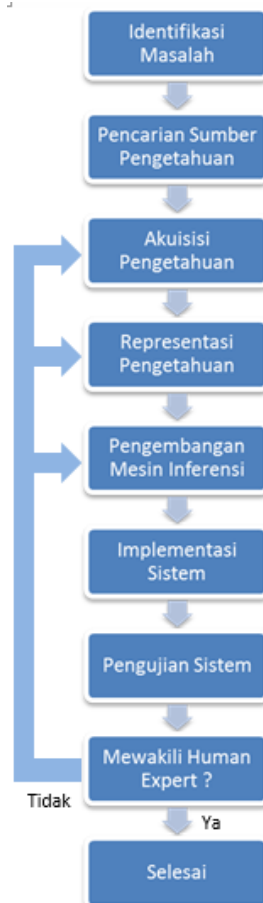 Identifikasi
Masalah
Pencarian Sumber
Pengetahuan
Akuisisi
Pengetahuan
Representasi
Pengetahuan
Pengembangan
Mesin Inferensi
Implementasi
Sistem
Pengujian Sistem
Mewakili Human
Expert ?
Tidak
Ya
Selesai